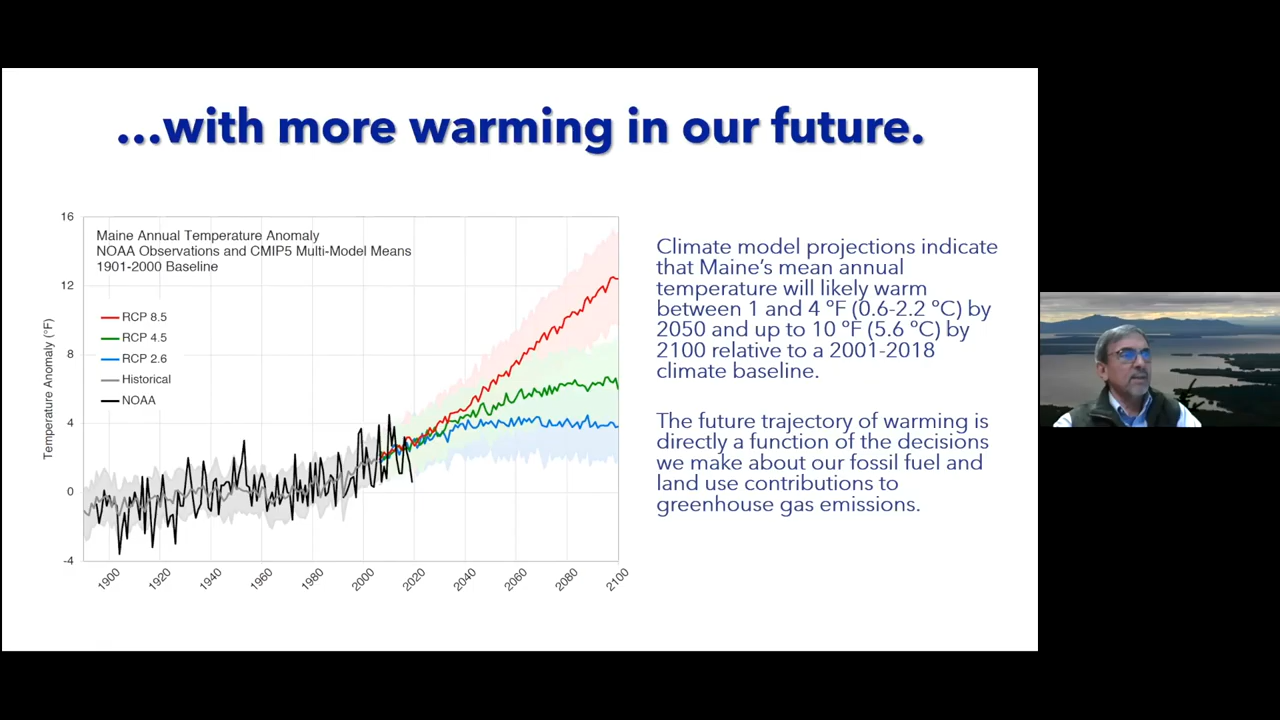 ...with more warming in our future.
16
12
8
4
0
-4
Temperature Anomaly (°F)
Maine Annual Temperature Anomaly
NOAA Observations and CMIP5 Multi-Model Means
1901-2000 Baseline
RCP 8.5
RCP 4.5
RCP 2.6
Historical
NOAA
1900
1920
1940
1960
1980
2000
2020
2040
2060
2080
2100
Climate model projections indicate
that Maine's mean annual
temperature will likely warm
between 1 and 4 ºF (0.6-2.2 ºC) by
2050 and up to 10 ºF (5.6 ºC) by
2100 relative to a 2001-2018
climate baseline.
The future trajectory of warming is
directly a function of the decisions
we make about our fossil fuel and
land use contributions to
greenhouse gas emissions.